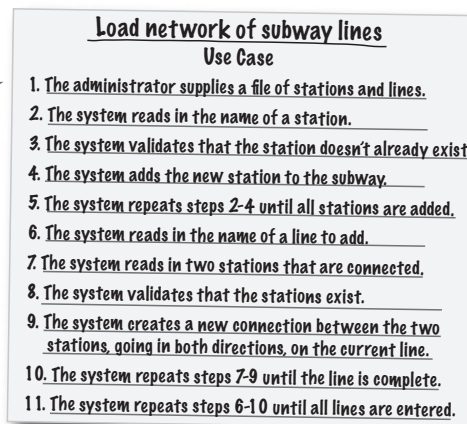 Load network of subway lines
Use Case
1. The administrator supplies a file of stations and lines.
2. The system reads in the name of a station.
3. The system validates that the station doesn't already exist
4. The system adds the new station to the subway.
5. The system repeats steps 2-4 until all stations are added.
6. The system reads in the name of a line to add.
7. The system reads in two stations that are connected.
8. The system validates that the stations exist.
9. The system creates a new connection between the two
stations, going in both directions, on the current line.
10. The system repeats steps 7-9 until the line is complete.
11. The system repeats steps 6-10 until all lines are entered.